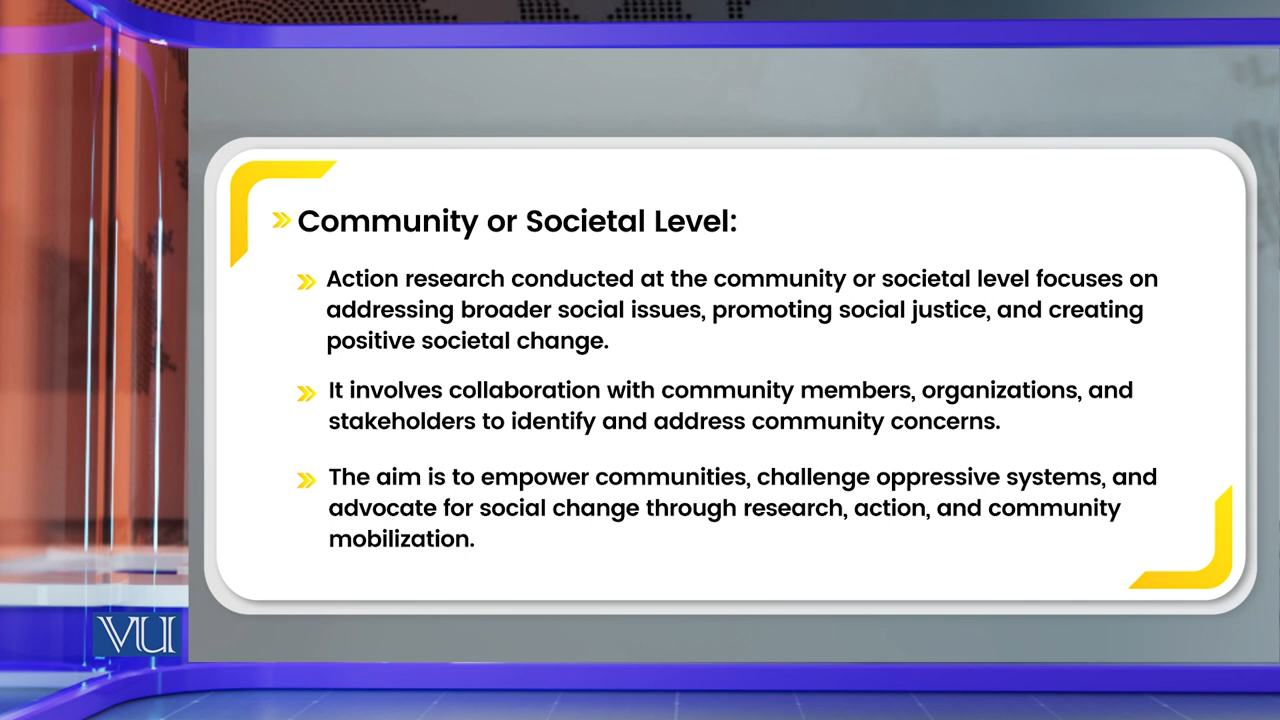 Community or Societal Level:
Action research conducted at the community or societal level focuses on
addressing broader social issues, promoting social justice, and creating
positive societal change.
It involves collaboration with community members, organizations, and
stakeholders to identify and address community concerns.
The aim is to empower communities, challenge oppressive systems, and
advocate for social change through research, action, and community
mobilization.
VU